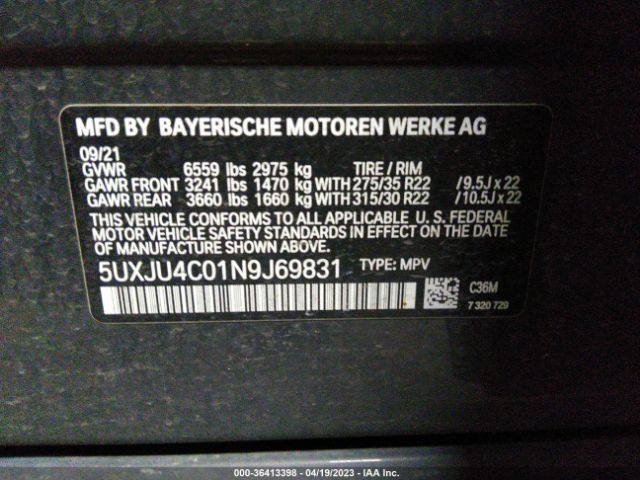 MFD BY BAYERISCHE MOTOREN WERKE AG
09/21
GVWR 6559 lbs 2975 kg TIRE / RIM
GAWR FRONT 3241 lbs 1470 kg WITH 275/35 R22 /9.5J x 22
GAWR REAR 3660 lbs 1660 kg WITH 315/30 R22 /10.5J x 22
THIS VEHICLE CONFORMS TO ALL APPLICABLE U. S. FEDERAL
MOTOR VEHICLE SAFETY STANDARDS IN EFFECT ON THE DATE
OF MANUFACTURE SHOWN ABOVE.
5UXJU4C01N9J69831 TYPE: MPV
C36M
7 320 729
000-36413398 - 04/19/2023 - IAA Inc.